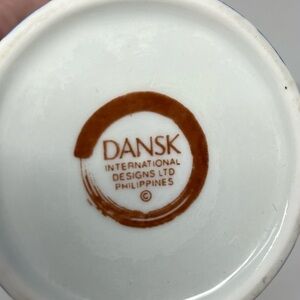 DANSK
INTERNATIONAL
DESIGNS LTD
PHILIPPINES
©